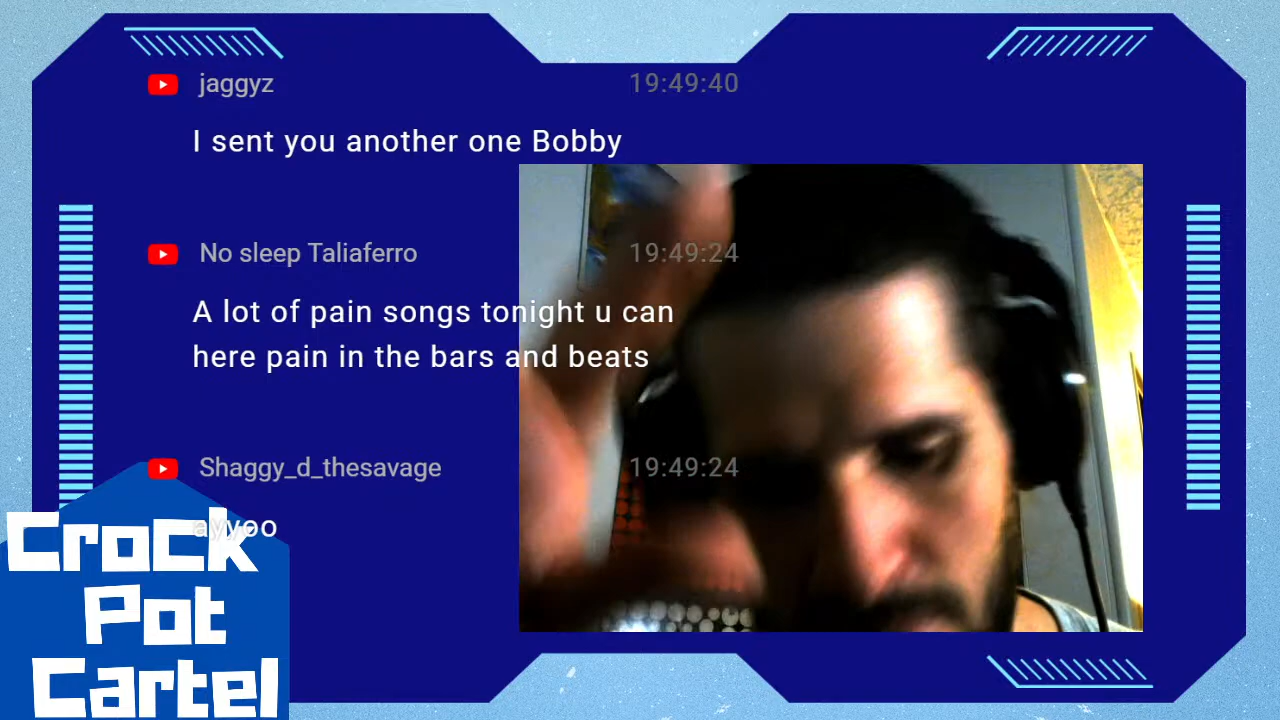 jaggyz 19:49:40
I sent you another one Bobby
No sleep Taliaferro 19:49:24
A lot of pain songs tonight u can
here pain in the bars and beats
Shaggy_d_thesavage 19:49:24
ayyoo
Crock
Pot
Cartel